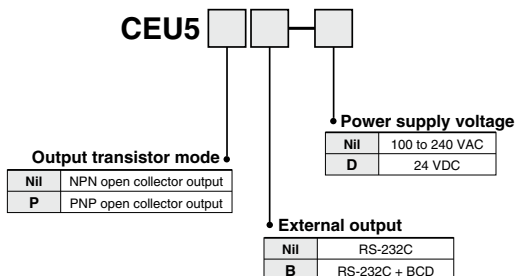 CEU5
Power supply voltage
Nil 100 to 240 VAC
D 24 VDC
Output transistor mode
Nil NPN open collector output
P PNP open collector output
External output
Nil RS-232C
B RS-232C + BCD